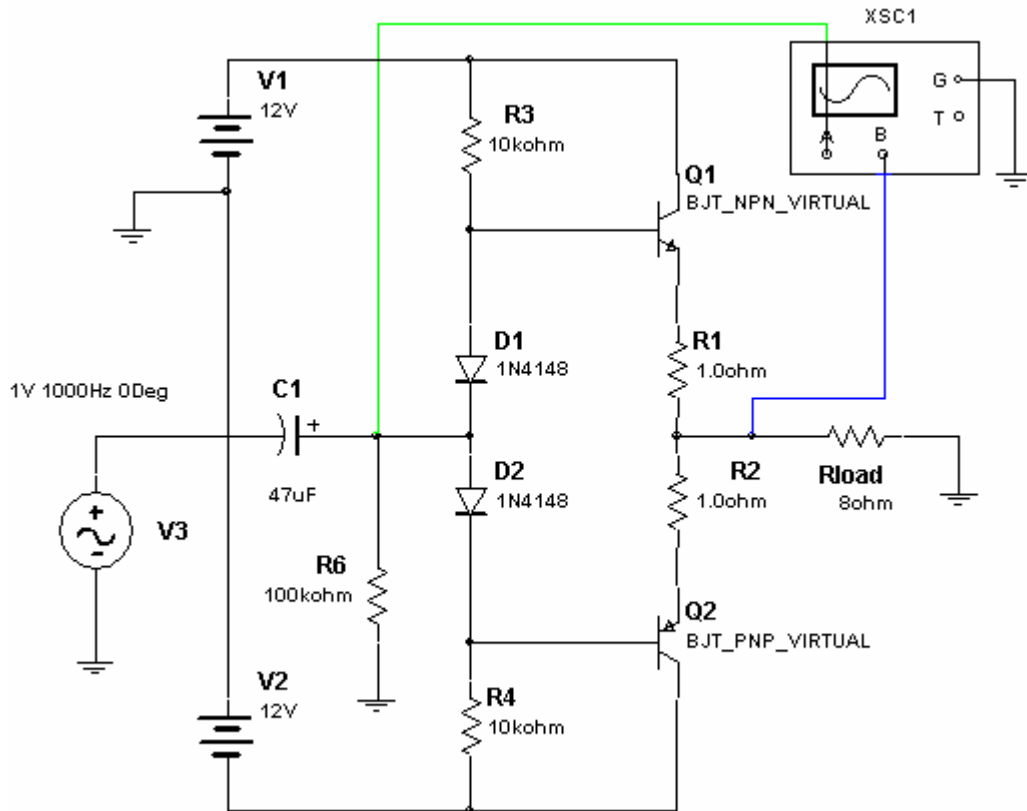 XSC1
G
T
A
B
V1
12V
R3
10kohm
Q1
BJT_NPN_VIRTUAL
D1
1N4148
R1
1.0ohm
1V 1000Hz 0Deg
C1
+
47uF
D2
1N4148
R2
1.0ohm
Rload
8ohm
+
-
V3
R6
100kohm
Q2
BJT_PNP_VIRTUAL
V2
12V
R4
10kohm